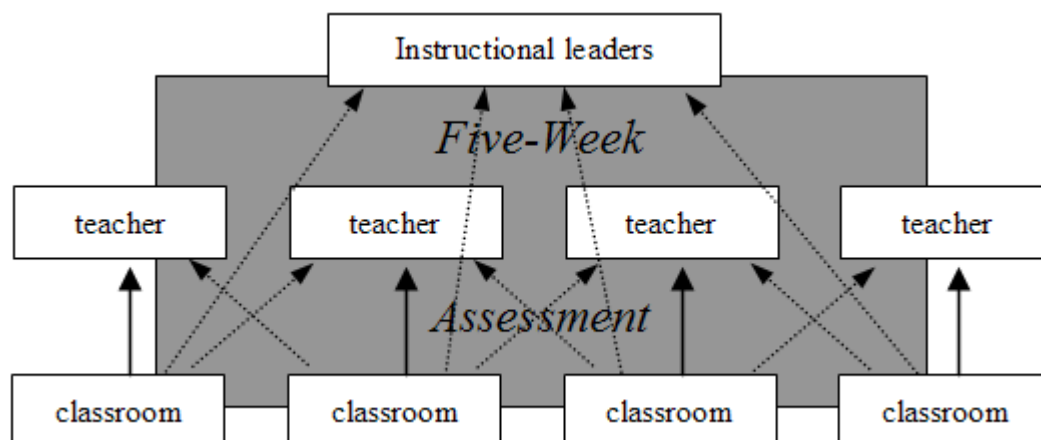 Instructional leaders
Five-Week
teacher
teacher
teacher
teacher
Assessment
classroom
classroom
classroom
classroom